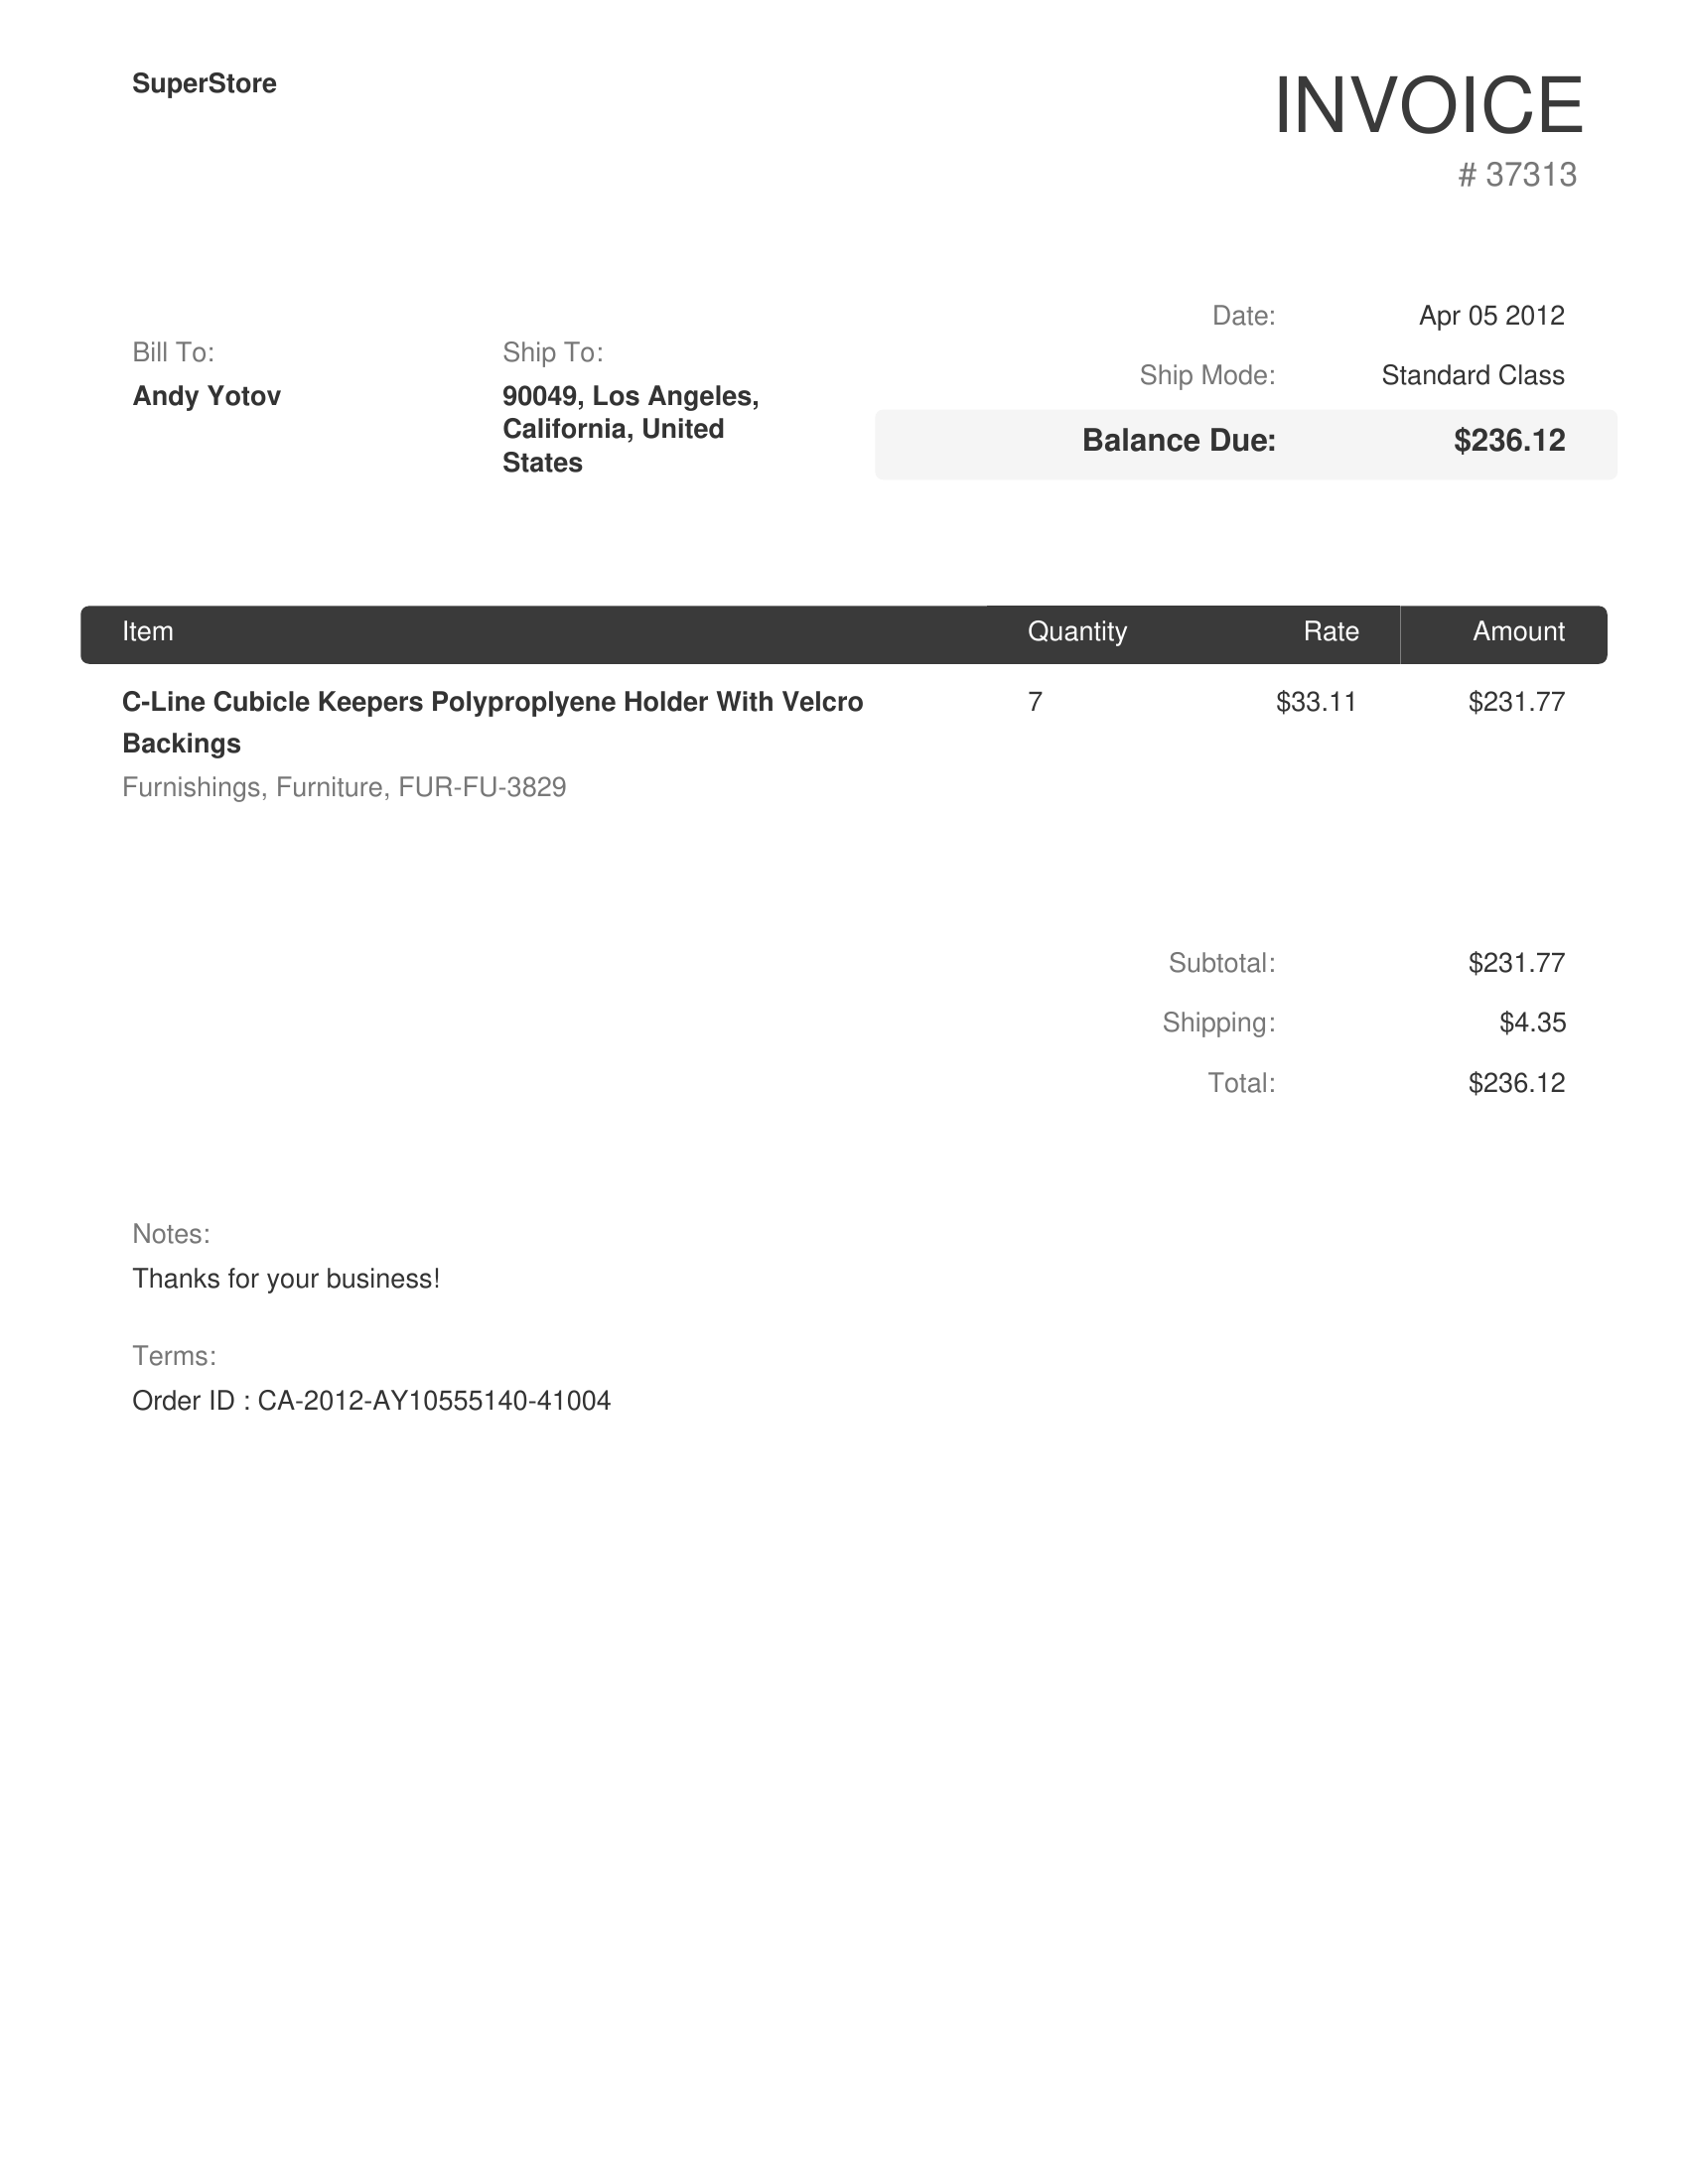 SuperStore
INVOICE
# 37313
Date: Apr 05 2012
Ship Mode: Standard Class
Balance Due: $236.12
Bill To:
Andy Yotov
Ship To:
90049, Los Angeles,
California, United
States
Item Quantity Rate Amount
C-Line Cubicle Keepers Polyproplyene Holder With Velcro 7 $33.11 $231.77
Backings
Furnishings, Furniture, FUR-FU-3829
Subtotal: $231.77
Shipping: $4.35
Total: $236.12
Notes:
Thanks for your business!
Terms:
Order ID : CA-2012-AY10555140-41004